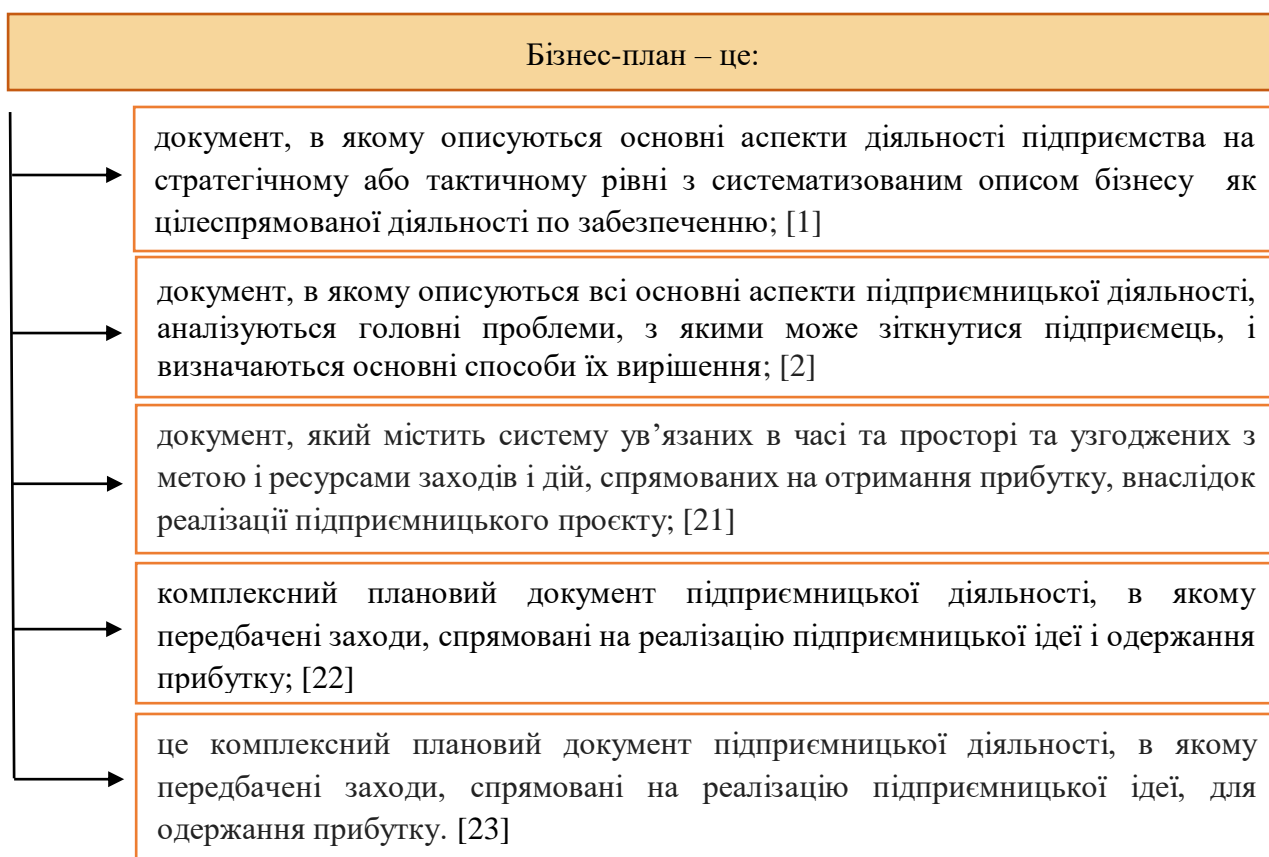 Бізнес-план – це:
документ, в якому описуються основні аспекти діяльності підприємства на
стратегічному або тактичному рівні з систематизованим описом бізнесу як
цілеспрямованої діяльності по забезпеченню; [1]
документ, в якому описуються всі основні аспекти підприємницької діяльності,
аналізуються головні проблеми, з якими може зіткнутися підприємець, і
визначаються основні способи їх вирішення; [2]
документ, який містить систему ув’язаних в часі та просторі та узгоджених з
метою і ресурсами заходів і дій, спрямованих на отримання прибутку, внаслідок
реалізації підприємницького проєкту; [21]
комплексний плановий документ підприємницької діяльності, в якому
передбачені заходи, спрямовані на реалізацію підприємницької ідеї і одержання
прибутку; [22]
це комплексний плановий документ підприємницької діяльності, в якому
передбачені заходи, спрямовані на реалізацію підприємницької ідеї, для
одержання прибутку. [23]